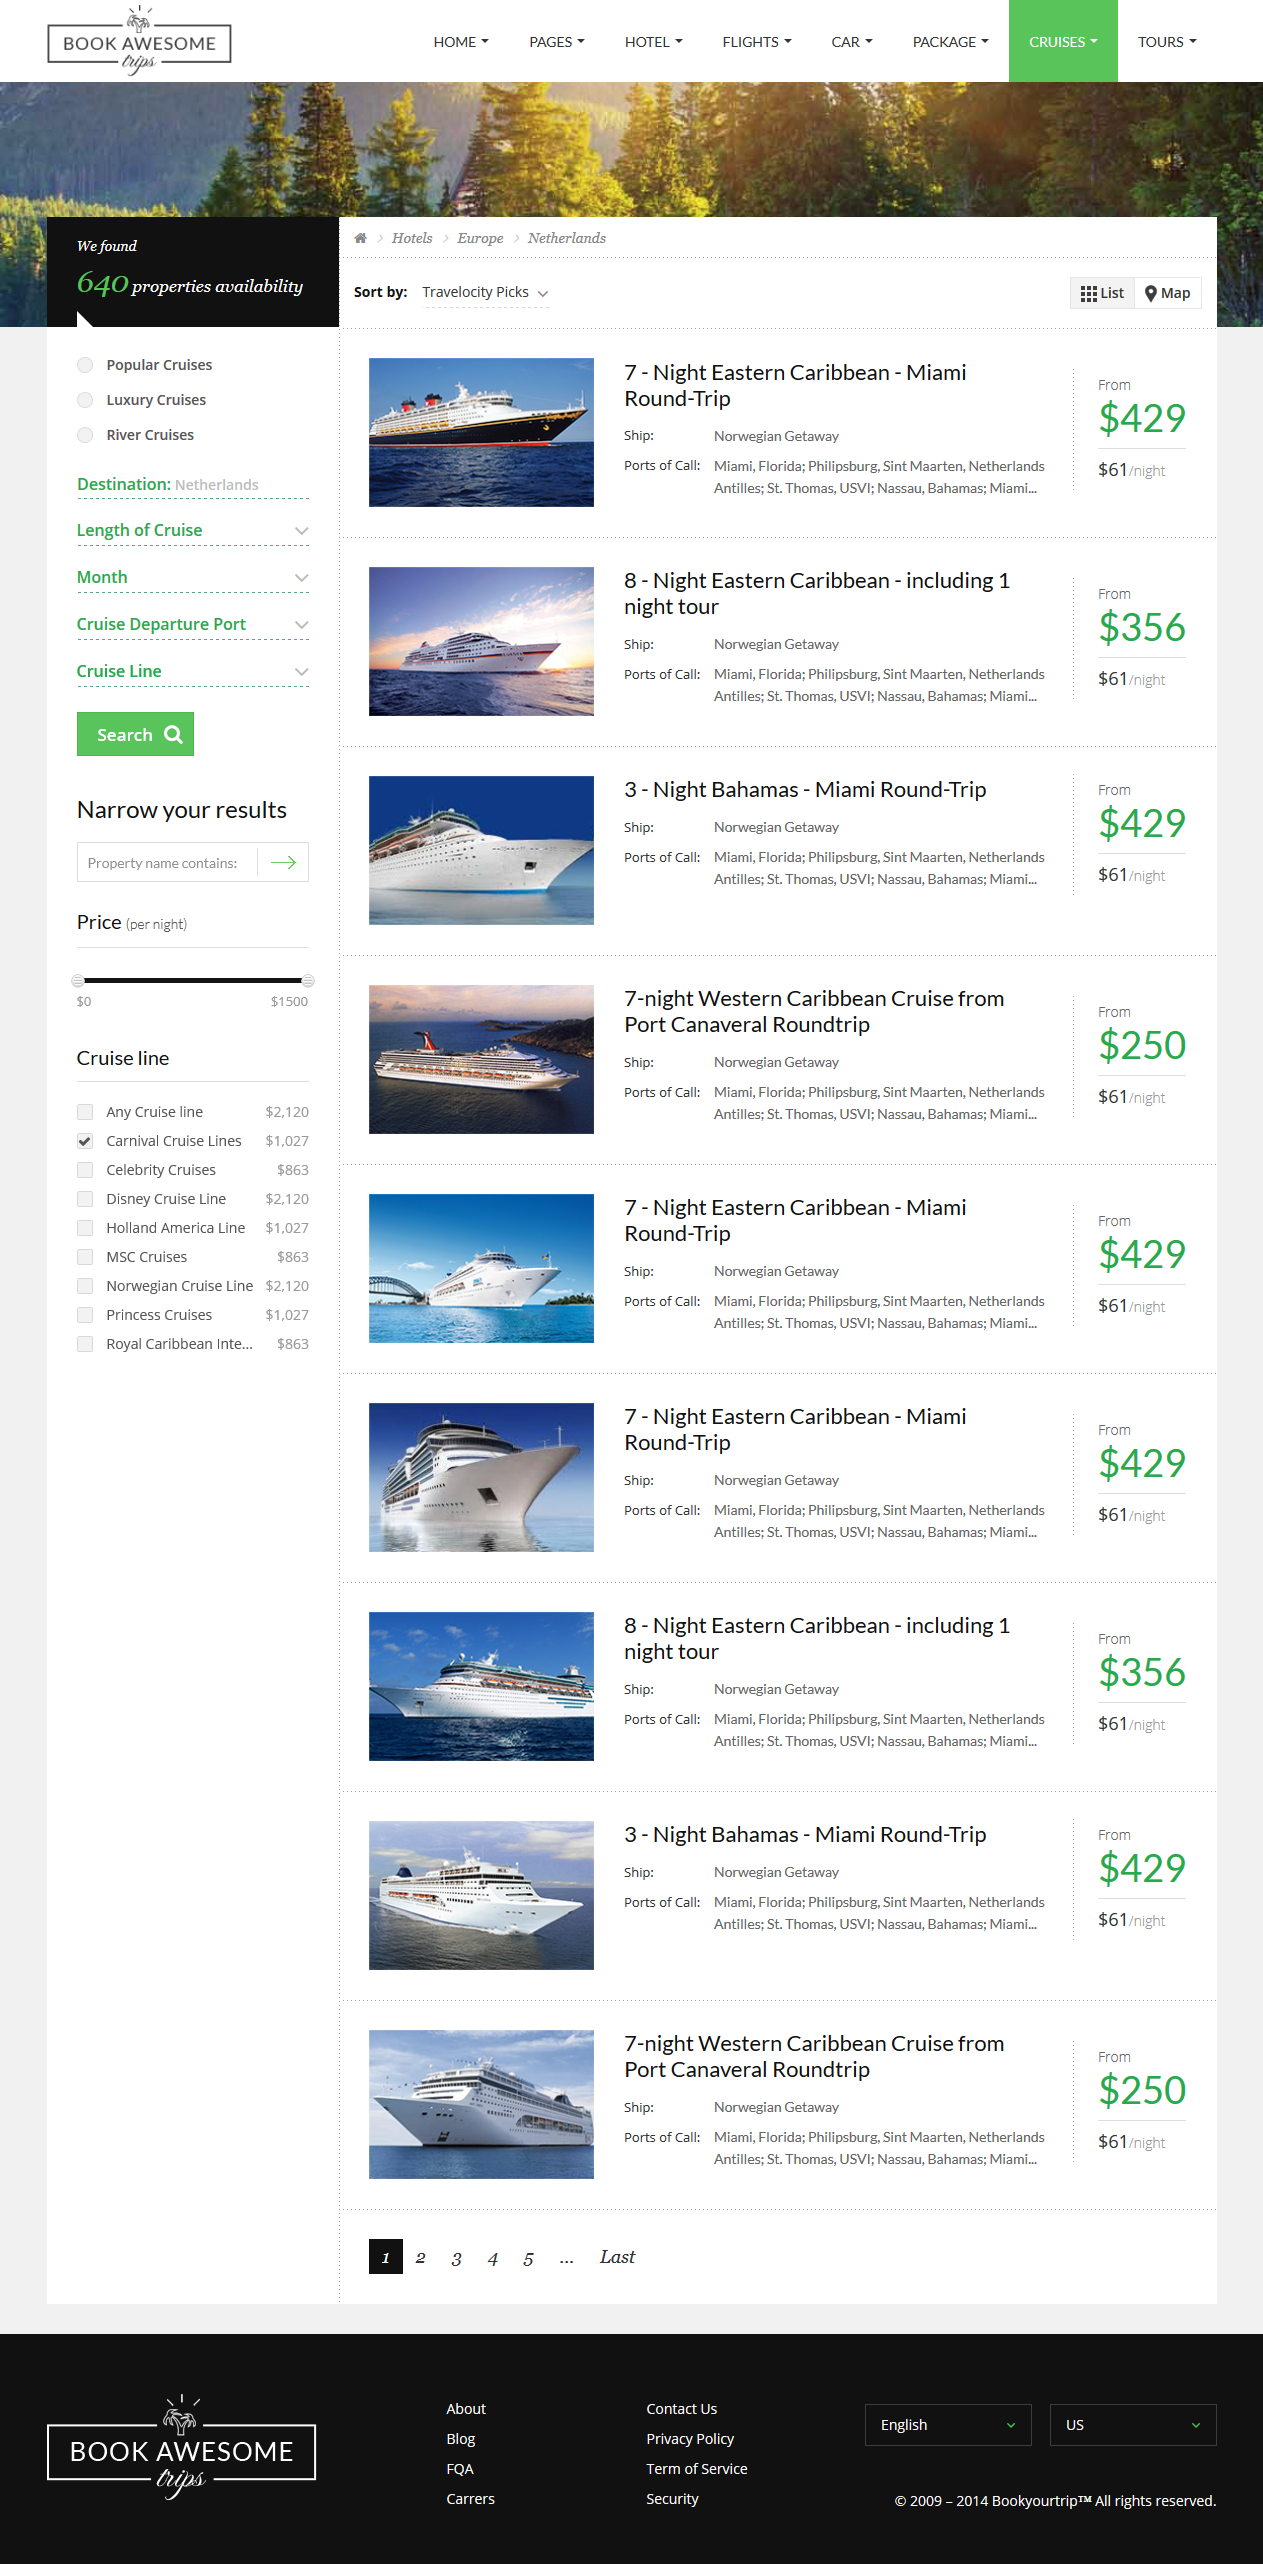 BOOK AWESOME
trips
HOME
PAGES
HOTEL
FLIGHTS
CAR
PACKAGE
CRUISES
TOURS
We found
640 properties availability
Hotels
Europe
Netherlands
Sort by: Travelocity Picks
List
Map
Popular Cruises
Luxury Cruises
River Cruises
Destination: Netherlands
Length of Cruise
Month
Cruise Departure Port
Cruise Line
Search
Narrow your results
Property name contains:
Price (per night)
$0
$1500
Cruise line
Any Cruise line $2,120
Carnival Cruise Lines $1,027
Celebrity Cruises $863
Disney Cruise Line $2,120
Holland America Line $1,027
MSC Cruises $863
Norwegian Cruise Line $2,120
Princess Cruises $1,027
Royal Caribbean Inte... $863
7 - Night Eastern Caribbean - Miami
Round-Trip
Ship: Norwegian Getaway
Ports of Call: Miami, Florida; Philipsburg, Sint Maarten, Netherlands
Antilles; St. Thomas, USVI; Nassau, Bahamas; Miami...
From
$429
$61/night
8 - Night Eastern Caribbean - including 1
night tour
Ship: Norwegian Getaway
Ports of Call: Miami, Florida; Philipsburg, Sint Maarten, Netherlands
Antilles; St. Thomas, USVI; Nassau, Bahamas; Miami...
From
$356
$61/night
3 - Night Bahamas - Miami Round-Trip
Ship: Norwegian Getaway
Ports of Call: Miami, Florida; Philipsburg, Sint Maarten, Netherlands
Antilles; St. Thomas, USVI; Nassau, Bahamas; Miami...
From
$429
$61/night
7-night Western Caribbean Cruise from
Port Canaveral Roundtrip
Ship: Norwegian Getaway
Ports of Call: Miami, Florida; Philipsburg, Sint Maarten, Netherlands
Antilles; St. Thomas, USVI; Nassau, Bahamas; Miami...
From
$250
$61/night
7 - Night Eastern Caribbean - Miami
Round-Trip
Ship: Norwegian Getaway
Ports of Call: Miami, Florida; Philipsburg, Sint Maarten, Netherlands
Antilles; St. Thomas, USVI; Nassau, Bahamas; Miami...
From
$429
$61/night
7 - Night Eastern Caribbean - Miami
Round-Trip
Ship: Norwegian Getaway
Ports of Call: Miami, Florida; Philipsburg, Sint Maarten, Netherlands
Antilles; St. Thomas, USVI; Nassau, Bahamas; Miami...
From
$429
$61/night
8 - Night Eastern Caribbean - including 1
night tour
Ship: Norwegian Getaway
Ports of Call: Miami, Florida; Philipsburg, Sint Maarten, Netherlands
Antilles; St. Thomas, USVI; Nassau, Bahamas; Miami...
From
$356
$61/night
3 - Night Bahamas - Miami Round-Trip
Ship: Norwegian Getaway
Ports of Call: Miami, Florida; Philipsburg, Sint Maarten, Netherlands
Antilles; St. Thomas, USVI; Nassau, Bahamas; Miami...
From
$429
$61/night
7-night Western Caribbean Cruise from
Port Canaveral Roundtrip
Ship: Norwegian Getaway
Ports of Call: Miami, Florida; Philipsburg, Sint Maarten, Netherlands
Antilles; St. Thomas, USVI; Nassau, Bahamas; Miami...
From
$250
$61/night
1 2 3 4 5 ... Last
BOOK AWESOME
trips
About
Blog
FQA
Carrers
Contact Us
Privacy Policy
Term of Service
Security
English
US
© 2009 – 2014 Bookyourtrip™ All rights reserved.